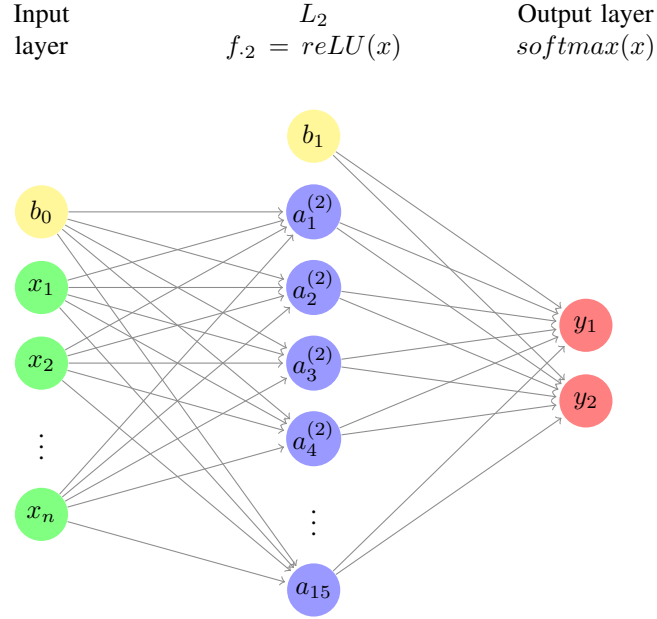 Input
layer
L₂
f.₂ = reLU(x)
Output layer
softmax(x)
b₁
b₀
a₁⁽²⁾
x₁
a₂⁽²⁾
y₁
x₂
a₃⁽²⁾
y₂
a₄⁽²⁾
⋮
xₙ
⋮
a₁₅